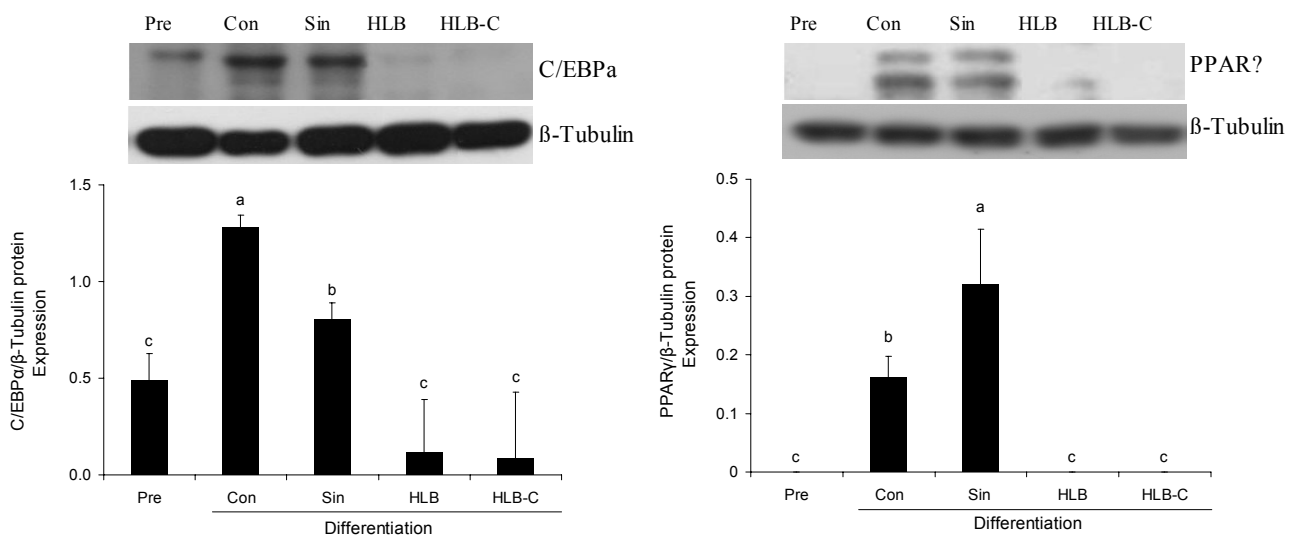 Pre Con Sin HLB HLB-C
C/EBPa
ß-Tubulin
C/EBPα/β-Tubulin protein
Expression
1.5
1.0
0.5
0.0
c
a
b
c
c
Pre Con Sin HLB HLB-C
Differentiation
Pre Con Sin HLB HLB-C
PPAR?
ß-Tubulin
PPARγ/β-Tubulin protein
Expression
0.5
0.4
0.3
0.2
0.1
0
c
b
a
c
c
Pre Con Sin HLB HLB-C
Differentiation